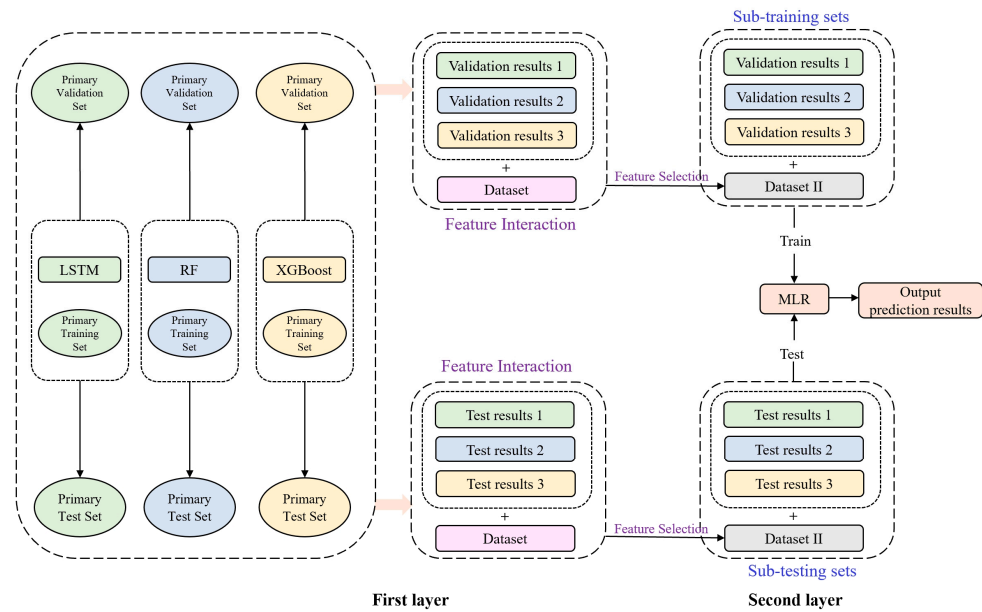 Primary
Validation
Set
Primary
Validation
Set
Primary
Validation
Set
LSTM
RF
XGBoost
Primary
Training
Set
Primary
Training
Set
Primary
Training
Set
Primary
Test Set
Primary
Test Set
Primary
Test Set
Validation results 1
Validation results 2
Validation results 3
+
Dataset
Feature Interaction
Feature Selection
Sub-training sets
Validation results 1
Validation results 2
Validation results 3
+
Dataset II
Train
MLR
Output
prediction results
Test
Feature Interaction
Test results 1
Test results 2
Test results 3
+
Dataset
Feature Selection
Test results 1
Test results 2
Test results 3
+
Dataset II
Sub-testing sets
First layer
Second layer